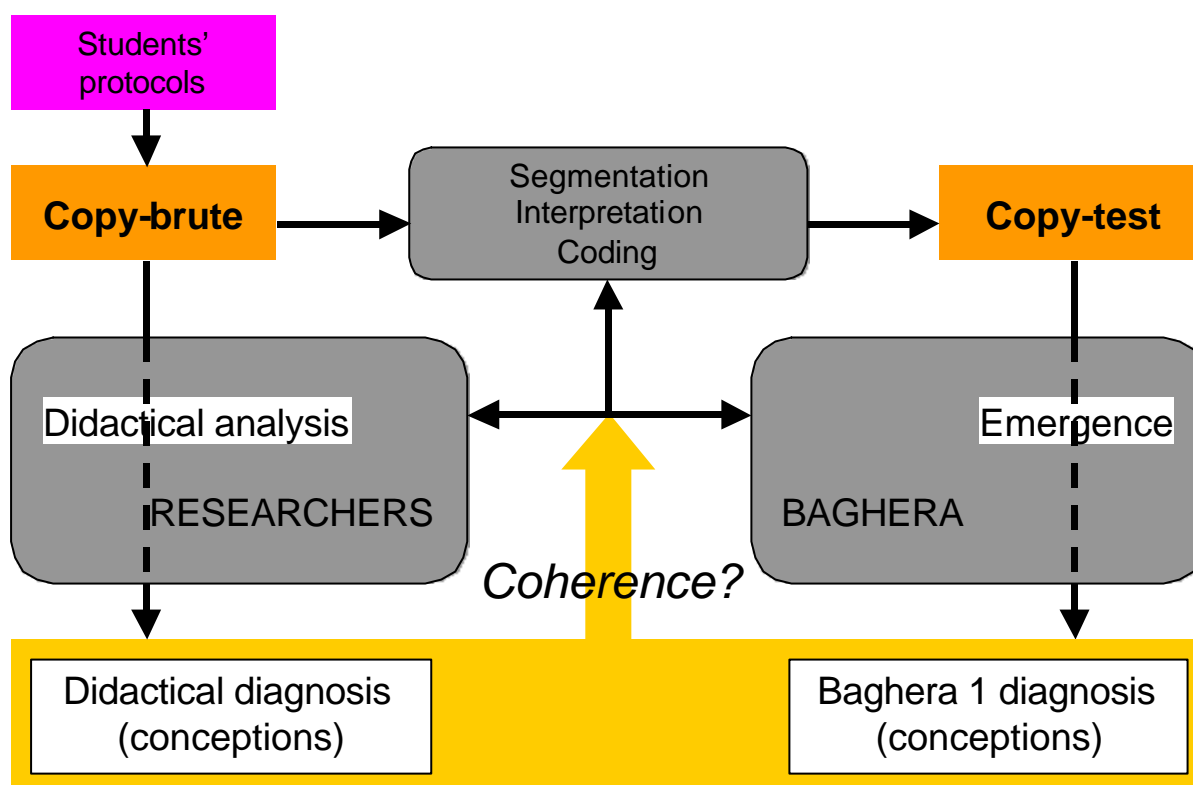 Students’
protocols
Copy-brute
Segmentation
Interpretation
Coding
Copy-test
Didactical analysis
RESEARCHERS
Emergence
BAGHERA
Coherence?
Didactical diagnosis
(conceptions)
Baghera 1 diagnosis
(conceptions)